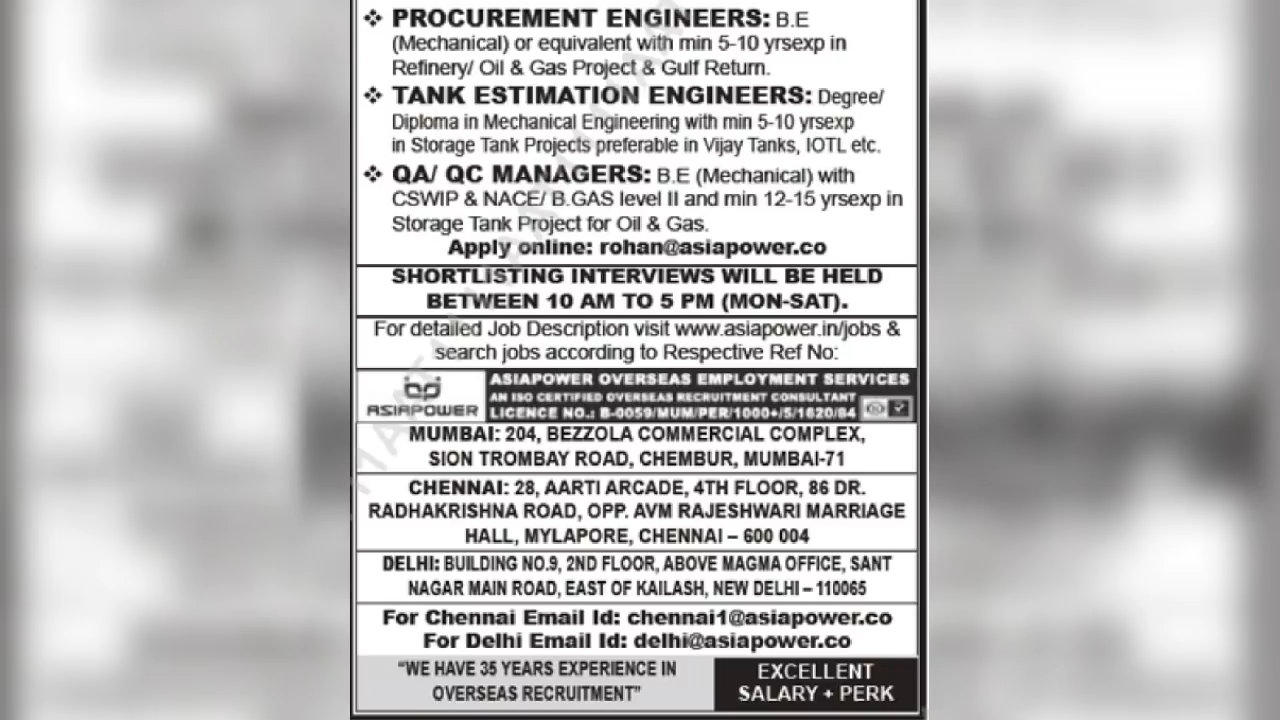 ❖ PROCUREMENT ENGINEERS: B.E
(Mechanical) or equivalent with min 5-10 yrsexp in
Refinery/ Oil & Gas Project & Gulf Return.
❖ TANK ESTIMATION ENGINEERS: Degree/
Diploma in Mechanical Engineering with min 5-10 yrsexp
in Storage Tank Projects preferable in Vijay Tanks, IOTL etc.
❖ QA/ QC MANAGERS: B.E (Mechanical) with
CSWIP & NACE/ B.GAS level II and min 12-15 yrsexp in
Storage Tank Project for Oil & Gas.
Apply online: rohan@asiapower.co
SHORTLISTING INTERVIEWS WILL BE HELD
BETWEEN 10 AM TO 5 PM (MON-SAT).
For detailed Job Description visit www.asiapower.in/jobs &
search jobs according to Respective Ref No:
ASIAPOWER
ASIAPOWER OVERSEAS EMPLOYMENT SERVICES
AN ISO CERTIFIED OVERSEAS RECRUITMENT CONSULTANT
LICENCE NO.: B-0059/MUM/PER/1000+/5/1620/84
MUMBAI: 204, BEZZOLA COMMERCIAL COMPLEX,
SION TROMBAY ROAD, CHEMBUR, MUMBAI-71
CHENNAI: 28, AARTI ARCADE, 4TH FLOOR, 86 DR.
RADHAKRISHNA ROAD, OPP. AVM RAJESHWARI MARRIAGE
HALL, MYLAPORE, CHENNAI – 600 004
DELHI: BUILDING NO.9, 2ND FLOOR, ABOVE MAGMA OFFICE, SANT
NAGAR MAIN ROAD, EAST OF KAILASH, NEW DELHI – 110065
For Chennai Email Id: chennai1@asiapower.co
For Delhi Email Id: delhi@asiapower.co
"WE HAVE 35 YEARS EXPERIENCE IN
OVERSEAS RECRUITMENT"
EXCELLENT
SALARY + PERK